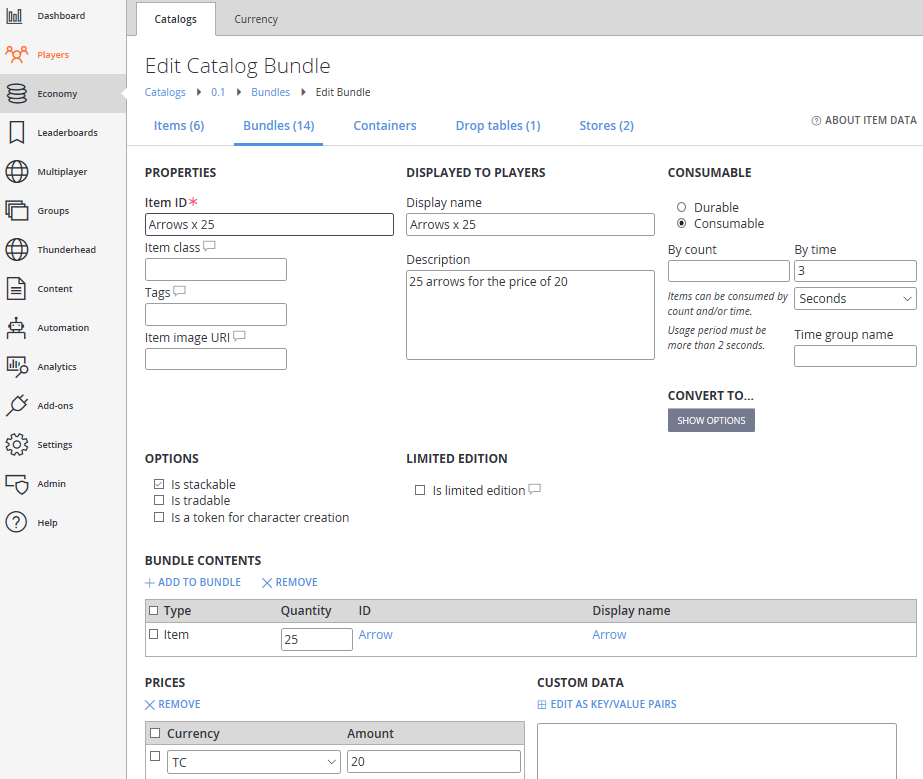 Dashboard
Players
Economy
Leaderboards
Multiplayer
Groups
Thunderhead
Content
Automation
Analytics
Add-ons
Settings
Admin
Help
Catalogs Currency
Edit Catalog Bundle
Catalogs 0.1 Bundles Edit Bundle
Items (6) Bundles (14) Containers Drop tables (1) Stores (2)
ABOUT ITEM DATA
PROPERTIES
Item ID*
Arrows x 25
Item class
Tags
Item image URI
DISPLAYED TO PLAYERS
Display name
Arrows x 25
Description
25 arrows for the price of 20
CONSUMABLE
Durable
Consumable
By count By time
3
Items can be consumed by
count and/or time.
Usage period must be
more than 2 seconds.
Seconds
Time group name
CONVERT TO...
SHOW OPTIONS
OPTIONS
Is stackable
Is tradable
Is a token for character creation
LIMITED EDITION
Is limited edition
BUNDLE CONTENTS
ADD TO BUNDLE REMOVE
Type Quantity ID Display name
Item 25 Arrow Arrow
PRICES
REMOVE
Currency Amount
TC 20
CUSTOM DATA
EDIT AS KEY/VALUE PAIRS